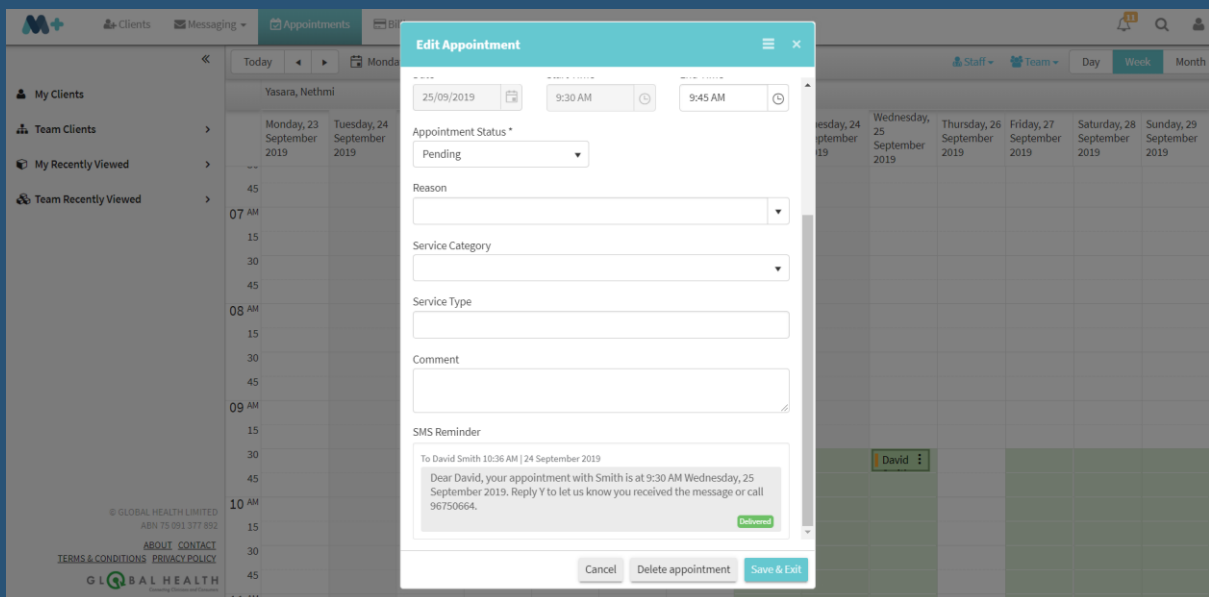 M+ Clients Messaging Appointments 11
Edit Appointment
Today Monda Staff Team Day Week Month
My Clients
Team Clients
My Recently Viewed
Team Recently Viewed
Yasara, Nethmi
Monday, 23 September 2019
Tuesday, 24 September 2019
Wednesday, 25 September 2019
Thursday, 26 September 2019
Friday, 27 September 2019
Saturday, 28 September 2019
Sunday, 29 September 2019
45
07 AM
15
30
45
08 AM
15
30
45
09 AM
15
30
45
10 AM
15
30
45
25/09/2019 9:30 AM 9:45 AM
Appointment Status *
Pending
Reason
Service Category
Service Type
Comment
SMS Reminder
To David Smith 10:36 AM | 24 September 2019
Dear David, your appointment with Smith is at 9:30 AM Wednesday, 25
September 2019. Reply Y to let us know you received the message or call
96750664.
Delivered
Cancel Delete appointment Save & Exit
David
© GLOBAL HEALTH LIMITED
ABN 75 091 377 892
ABOUT CONTACT
TERMS & CONDITIONS PRIVACY POLICY
GLOBAL HEALTH